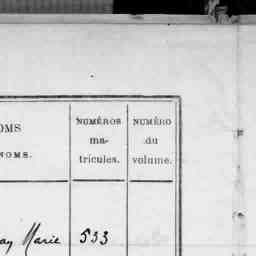 OMS
NOMS.
NUMÉROS
ma-
tricules.
NUMÉRO
du
volume.
Marie 533